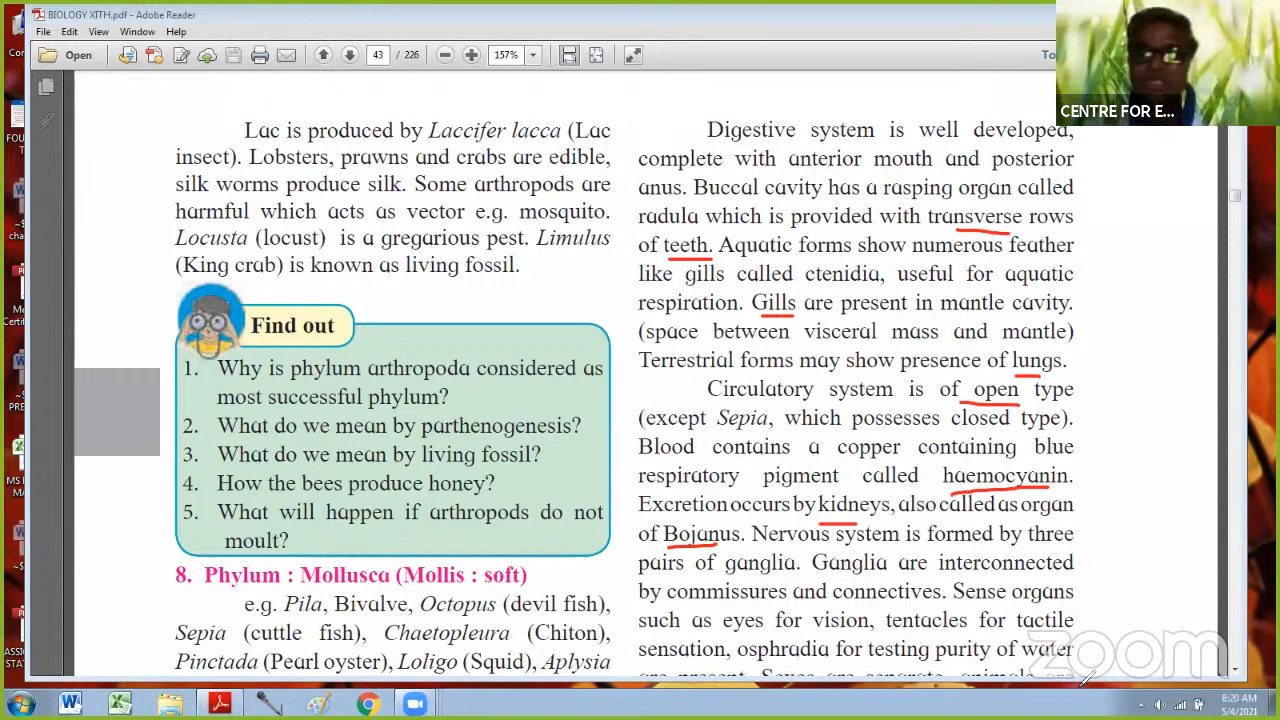 BIOLOGY XITH.pdf - Adobe Reader
File Edit View Window Help
Open
43 / 226
157%
To
CENTRE FOR E...
Lac is produced by Laccifer lacca (Lac
insect). Lobsters, prawns and crabs are edible,
silk worms produce silk. Some arthropods are
harmful which acts as vector e.g. mosquito.
Locusta (locust) is a gregarious pest. Limulus
(King crab) is known as living fossil.
Find out
1. Why is phylum arthropoda considered as
most successful phylum?
2. What do we mean by parthenogenesis?
3. What do we mean by living fossil?
4. How the bees produce honey?
5. What will happen if arthropods do not
moult?
8. Phylum : Mollusca (Mollis : soft)
e.g. Pila, Bivalve, Octopus (devil fish),
Sepia (cuttle fish), Chaetopleura (Chiton),
Pinctada (Pearl oyster), Loligo (Squid), Aplysia
Digestive system is well developed,
complete with anterior mouth and posterior
anus. Buccal cavity has a rasping organ called
radula which is provided with transverse rows
of teeth. Aquatic forms show numerous feather
like gills called ctenidia, useful for aquatic
respiration. Gills are present in mantle cavity.
(space between visceral mass and mantle)
Terrestrial forms may show presence of lungs.
Circulatory system is of open type
(except Sepia, which possesses closed type).
Blood contains a copper containing blue
respiratory pigment called haemocyanin.
Excretion occurs by kidneys, also called as organ
of Bojanus. Nervous system is formed by three
pairs of ganglia. Ganglia are interconnected
by commissures and connectives. Sense organs
such as eyes for vision, tentacles for tactile
sensation, osphradia for testing purity of water
are present. Sexes are separate, animals are
zoom
8:20 AM
5/4/2021